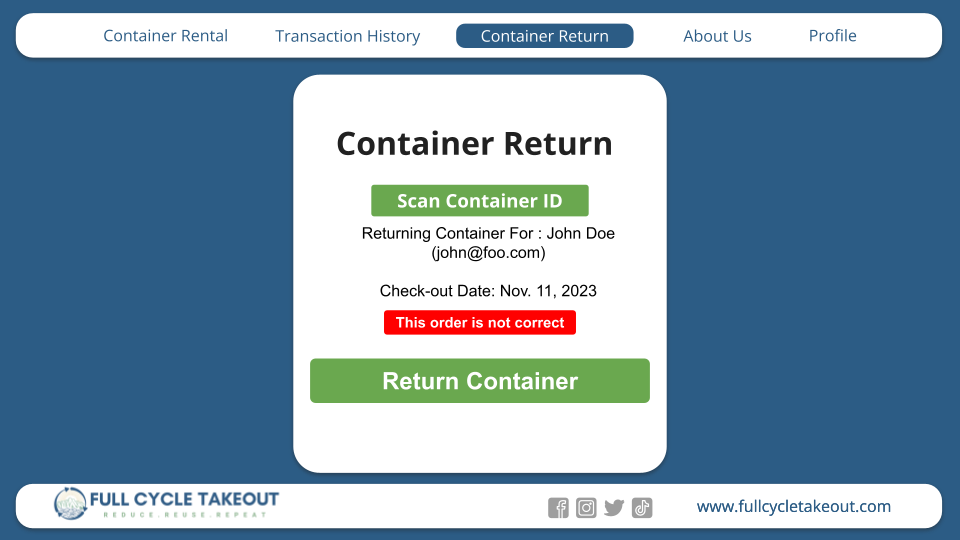 Container Rental
Transaction History
Container Return
About Us
Profile
Container Return
Scan Container ID
Returning Container For : John Doe
(john@foo.com)
Check-out Date: Nov. 11, 2023
This order is not correct
Return Container
FULL CYCLE TAKEOUT
REDUCE.REUSE.REPEAT
www.fullcycletakeout.com